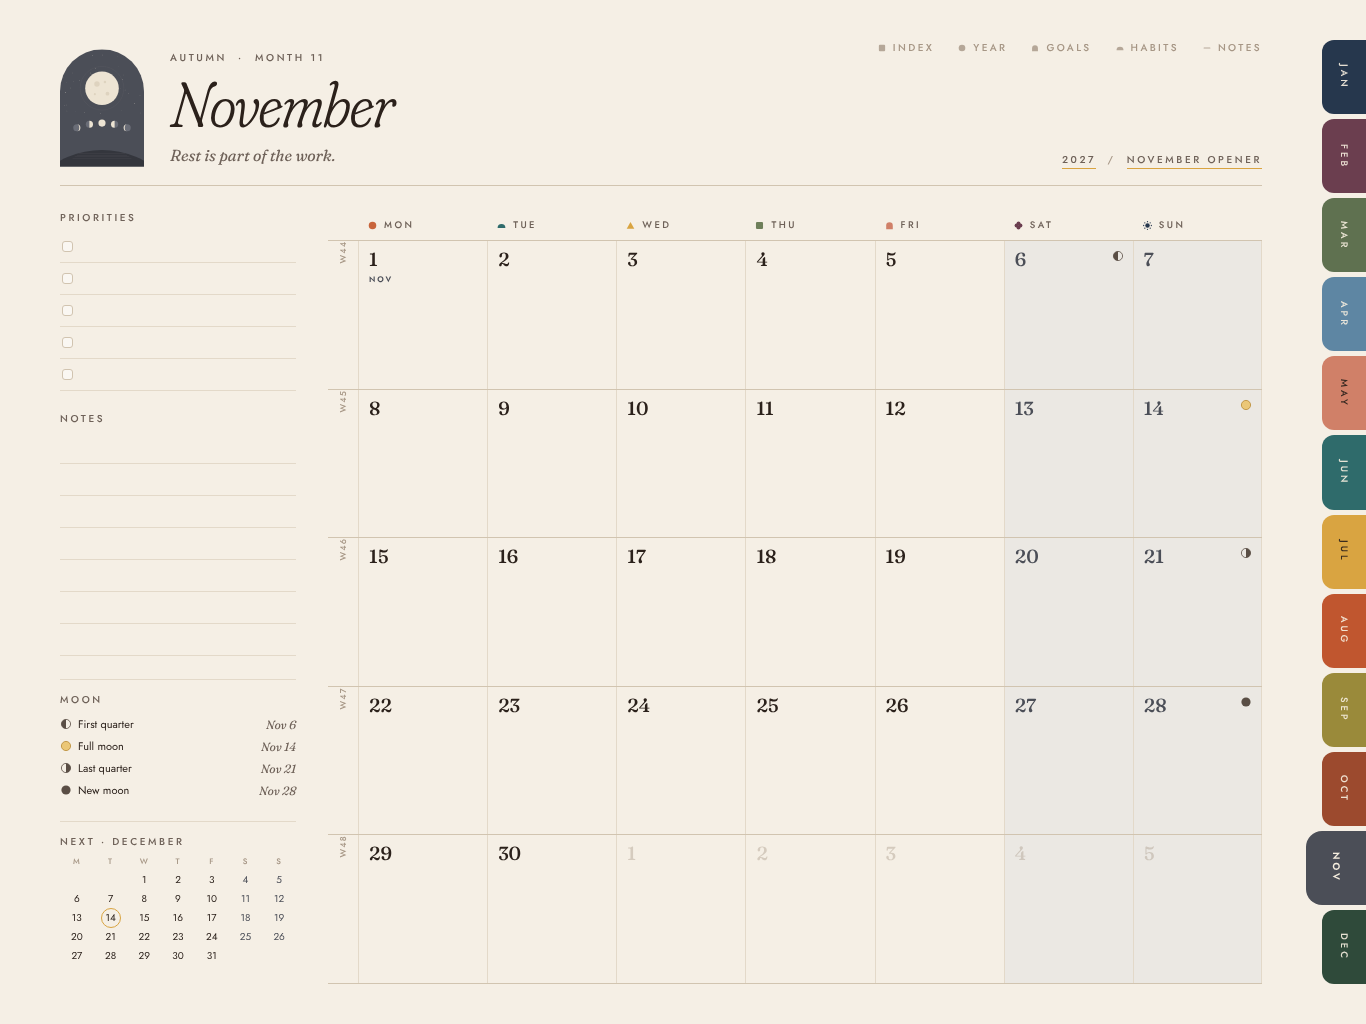 AUTUMN · MONTH 11
November
Rest is part of the work.
INDEX YEAR GOALS HABITS NOTES
2027 / NOVEMBER OPENER
PRIORITIES
NOTES
MOON
First quarter Nov 6
Full moon Nov 14
Last quarter Nov 21
New moon Nov 28
NEXT · DECEMBER
M T W T F S S
1 2 3 4 5
6 7 8 9 10 11 12
13 14 15 16 17 18 19
20 21 22 23 24 25 26
27 28 29 30 31
MON TUE WED THU FRI SAT SUN
W44
1 2 3 4 5 6 7
NOV
W45
8 9 10 11 12 13 14
W46
15 16 17 18 19 20 21
W47
22 23 24 25 26 27 28
W48
29 30 1 2 3 4 5
JAN
FEB
MAR
APR
MAY
JUN
JUL
AUG
SEP
OCT
NOV
DEC